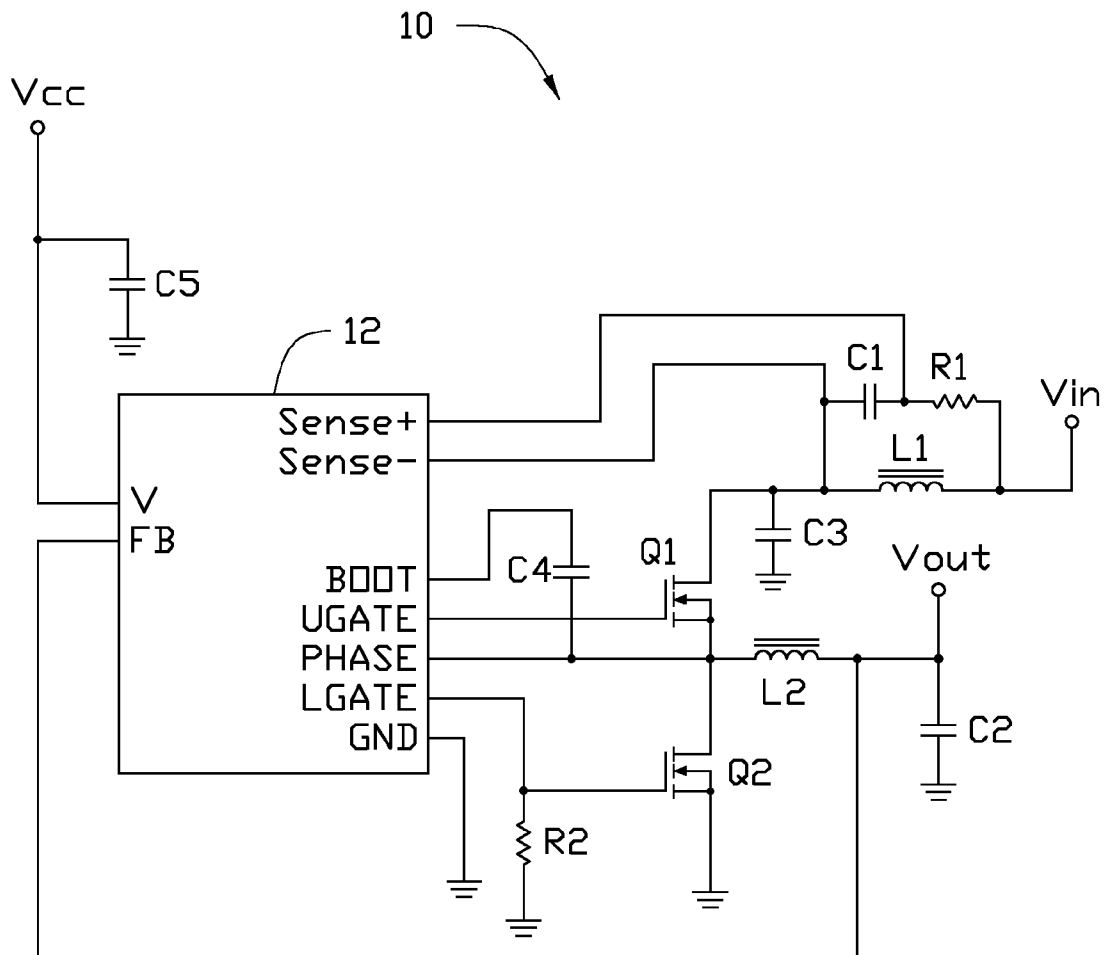 10
Vcc
C5
12
C1
R1
Vin
Sense+
Sense-
L1
V
FB
C3
Q1
Vout
BOOT
C4
UGATE
PHASE
LGATE
L2
GND
C2
Q2
R2